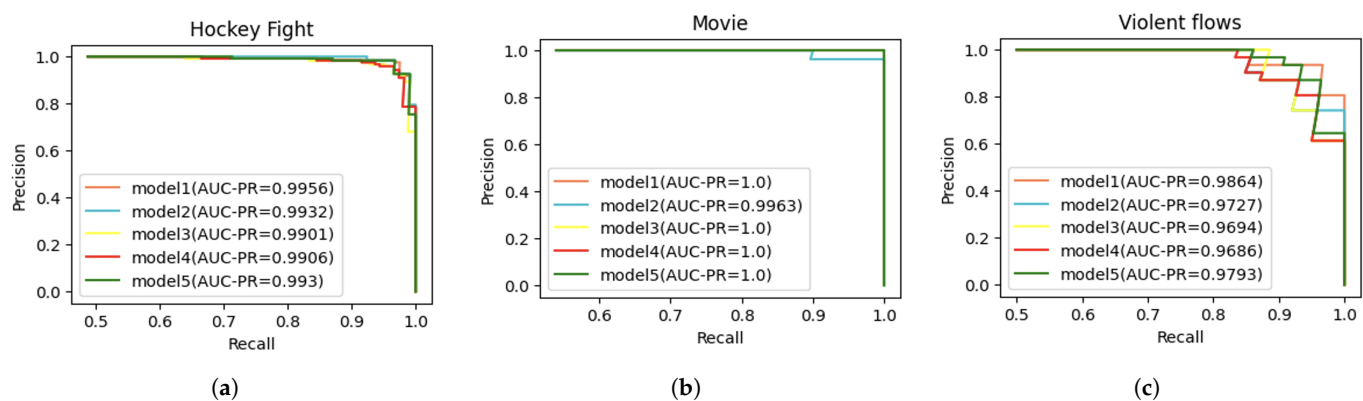 Hockey Fight
Precision
1.0
0.8
0.6
0.4
0.2
0.0
model1(AUC-PR=0.9956)
model2(AUC-PR=0.9932)
model3(AUC-PR=0.9901)
model4(AUC-PR=0.9906)
model5(AUC-PR=0.993)
0.5 0.6 0.7 0.8 0.9 1.0
Recall
(a)
Movie
Precision
1.0
0.8
0.6
0.4
0.2
0.0
model1(AUC-PR=1.0)
model2(AUC-PR=0.9963)
model3(AUC-PR=1.0)
model4(AUC-PR=1.0)
model5(AUC-PR=1.0)
0.6 0.7 0.8 0.9 1.0
Recall
(b)
Violent flows
Precision
1.0
0.8
0.6
0.4
0.2
0.0
model1(AUC-PR=0.9864)
model2(AUC-PR=0.9727)
model3(AUC-PR=0.9694)
model4(AUC-PR=0.9686)
model5(AUC-PR=0.9793)
0.5 0.6 0.7 0.8 0.9 1.0
Recall
(c)